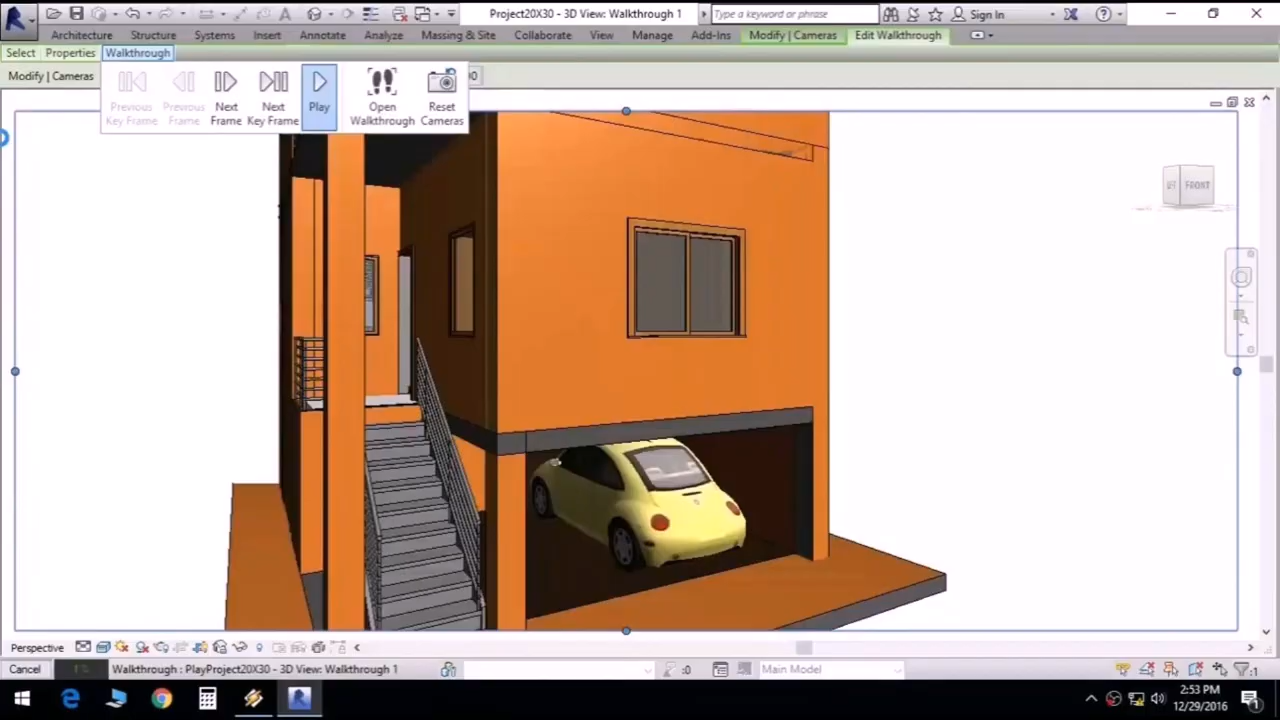 Project20X30 - 3D View: Walkthrough 1
Type a keyword or phrase
Sign In
Architecture Structure Systems Insert Annotate Analyze Massing & Site Collaborate View Manage Add-Ins Modify | Cameras Edit Walkthrough
Select Properties Walkthrough
Modify | Cameras
Previous Key Frame
Previous Frame
Next Frame
Next Key Frame
Play
Open Walkthrough
Reset Cameras
FRONT
Perspective
Cancel
Walkthrough : PlayProject20X30 - 3D View: Walkthrough 1
:0
Main Model
:1
2:53 PM
12/29/2016